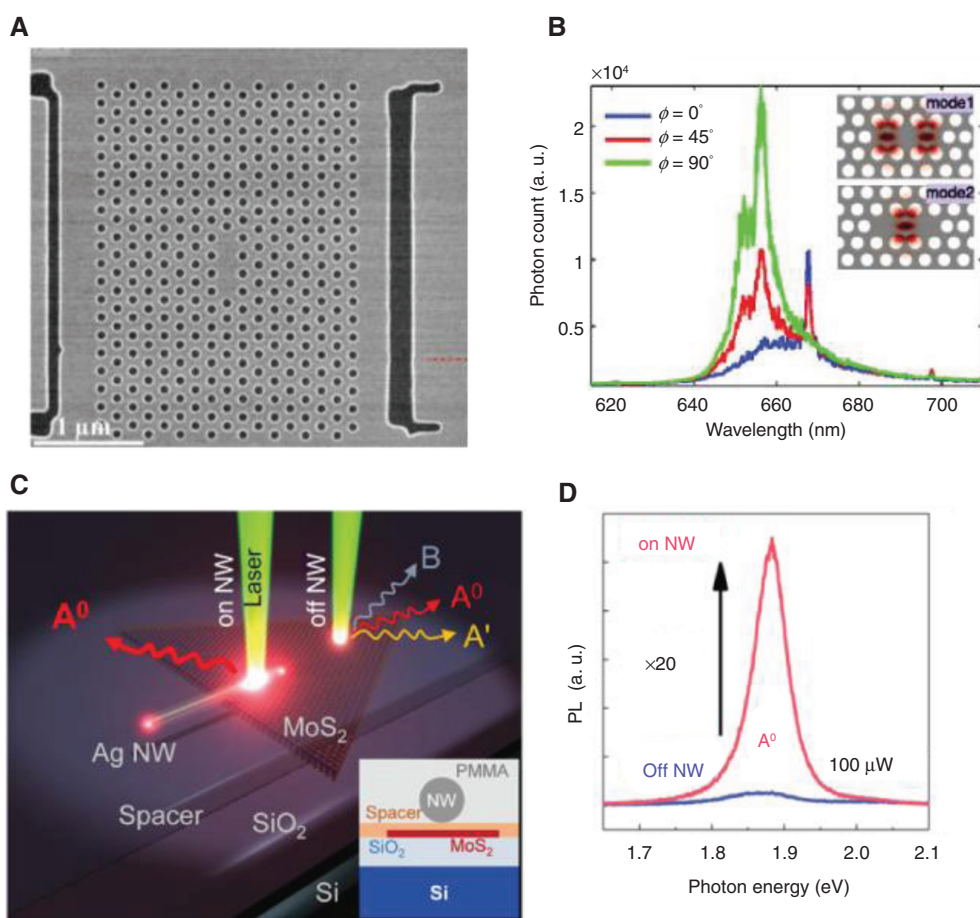 A
1 μm
B
×10⁴
ϕ = 0°
ϕ = 45°
ϕ = 90°
mode1
mode2
Photon count (a. u.)
2
1.5
1
0.5
620
640
660
680
700
Wavelength (nm)
C
on NW
Laser
off NW
B
A⁰
A⁰
A'
Ag NW
MoS₂
Spacer
SiO₂
Si
PMMA
NW
Spacer
SiO₂
MoS₂
Si
D
on NW
×20
A⁰
Off NW
100 μW
PL (a. u.)
1.7
1.8
1.9
2.0
2.1
Photon energy (eV)